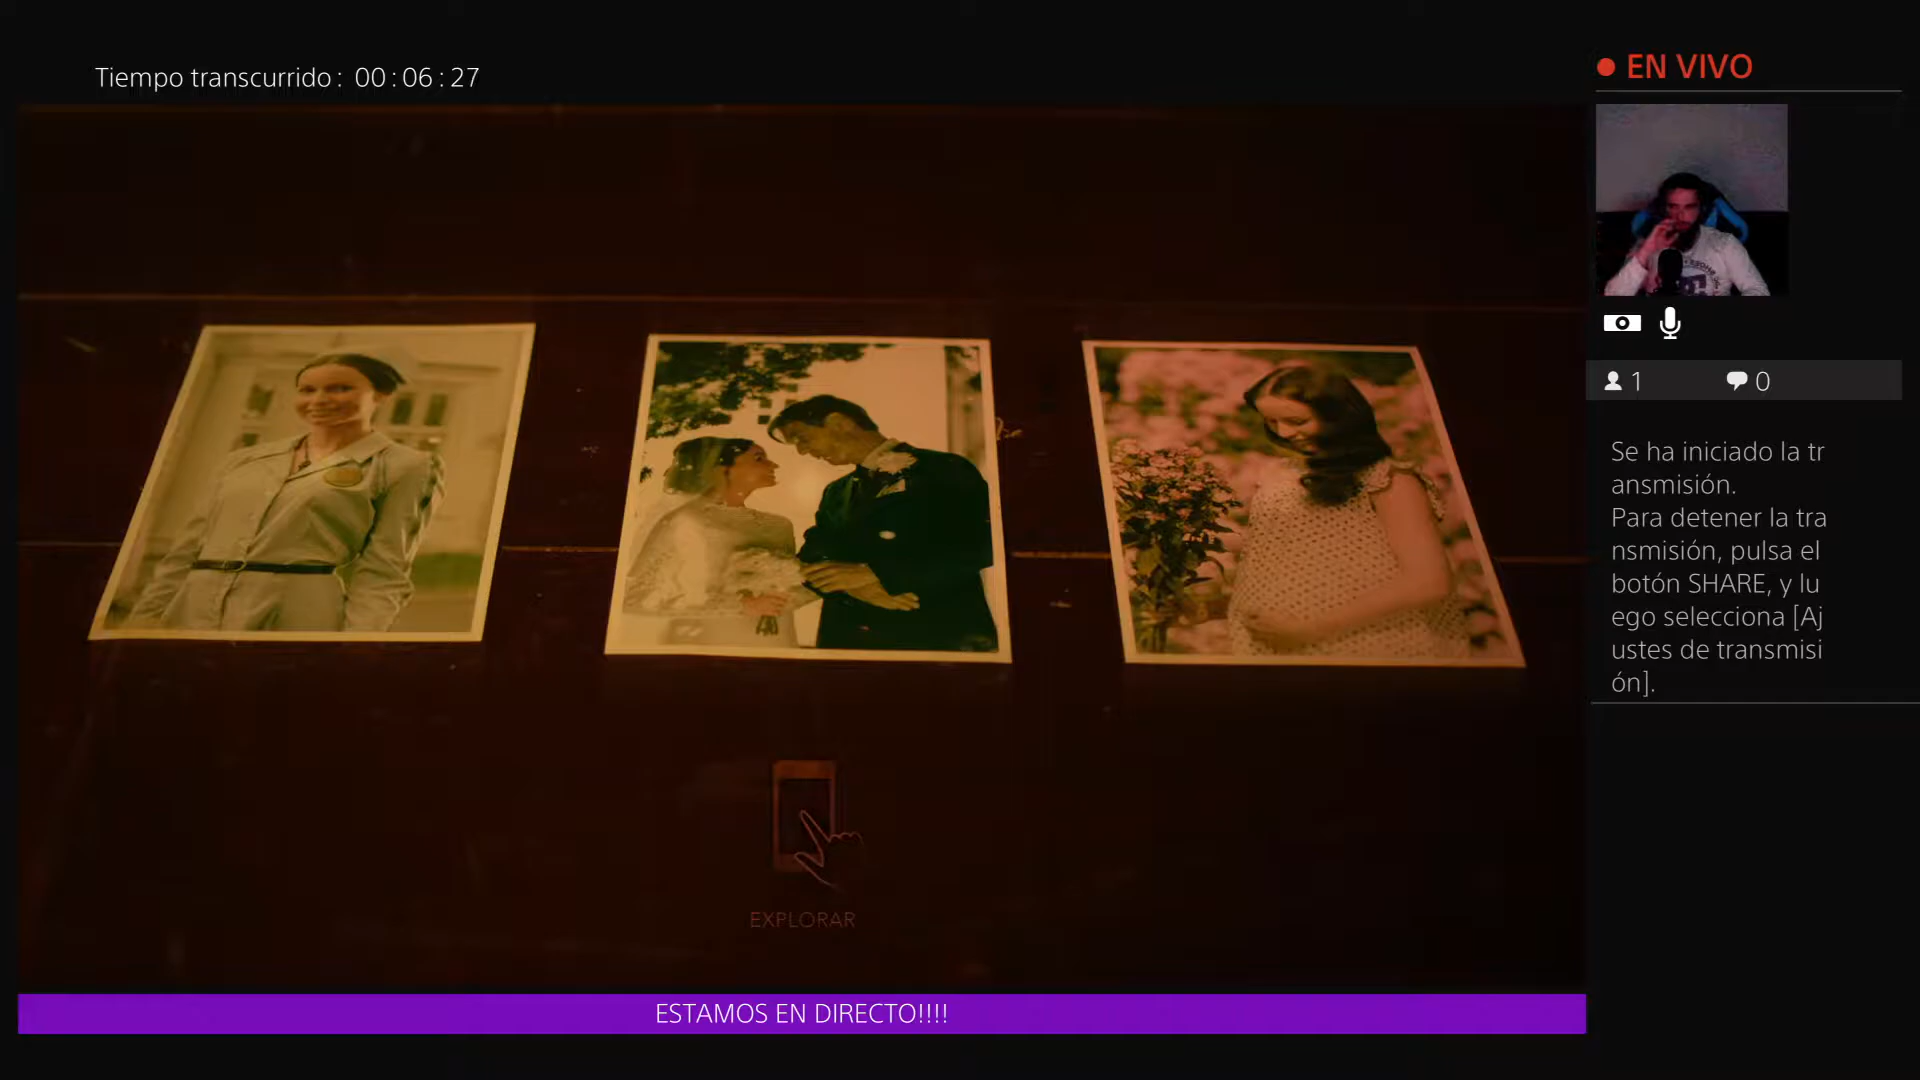 Tiempo transcurrido: 00:06:27
EN VIVO
1
0
Se ha iniciado la tr
ansmisión.
Para detener la tra
nsmisión, pulsa el
botón SHARE, y lu
ego selecciona [Aj
ustes de transmisi
ón].
EXPLORAR
ESTAMOS EN DIRECTO!!!!